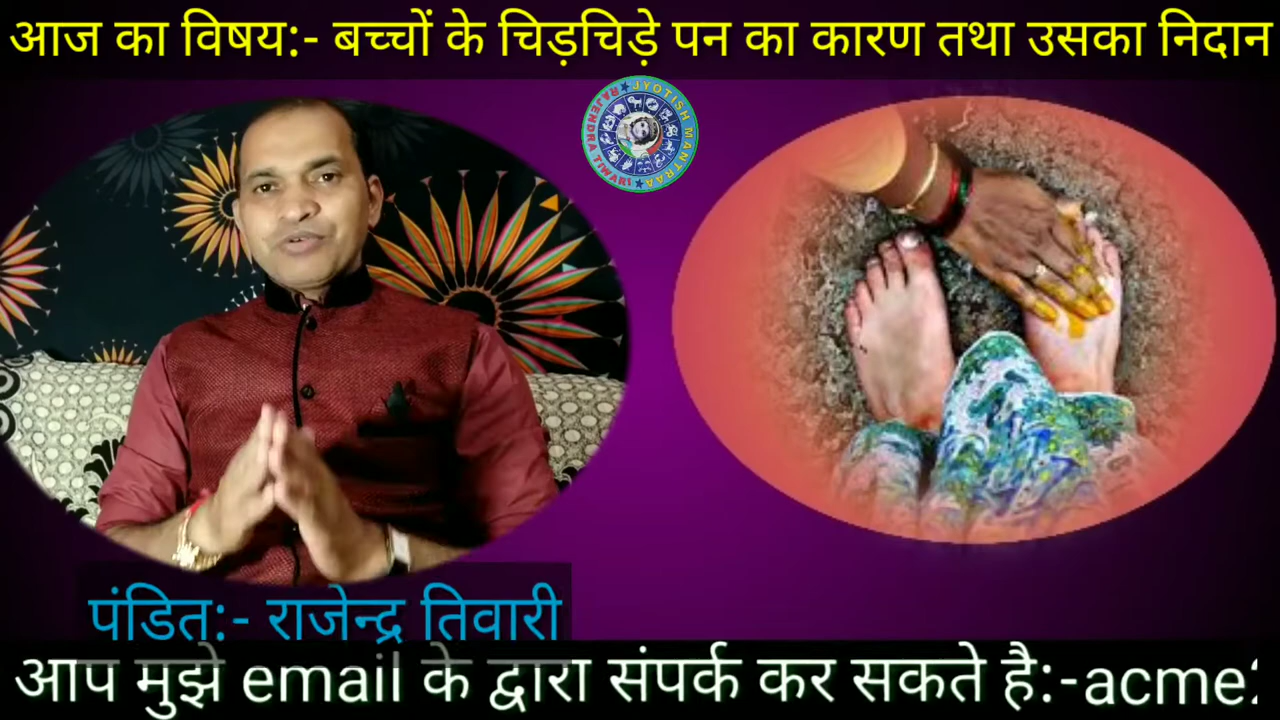 आज का विषय:- बच्चों के चिड़चिड़े पन का कारण तथा उसका निदान
JYOTISH MANTRAA
RAJENDRA TIWARI
पंडित:- राजेन्द्र तिवारी
आप मुझे email के द्वारा संपर्क कर सकते है:-acme